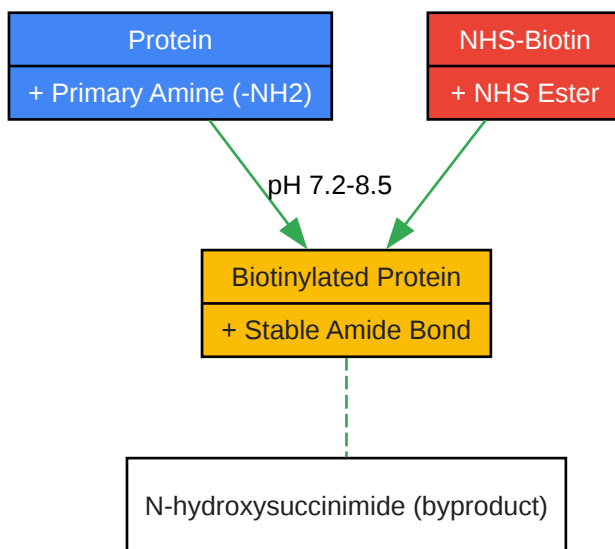 Protein
+ Primary Amine (-NH2)
NHS-Biotin
+ NHS Ester
pH 7.2-8.5
Biotinylated Protein
+ Stable Amide Bond
N-hydroxysuccinimide (byproduct)